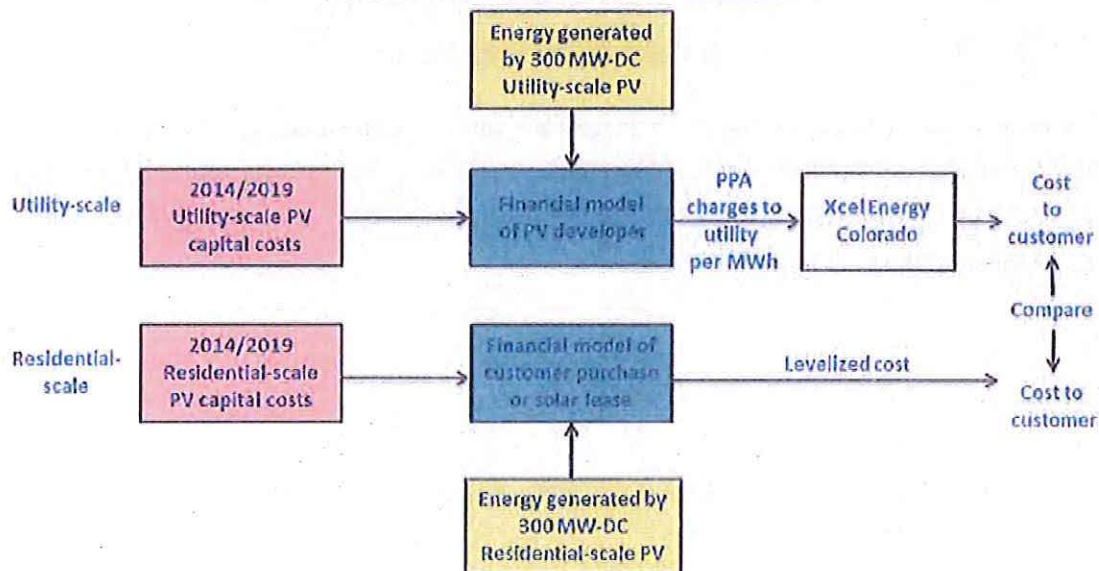 Energy generated
by 300 MW-DC
Utility-scale PV
Utility-scale
2014/2019
Utility-scale PV
capital costs
Financial model
of PV developer
PPA
charges to
utility
per MWh
Xcel Energy
Colorado
Cost
to
customer
Compare
Residential-
scale
2014/2019
Residential-scale
PV capital costs
Financial model of
customer purchase
or solar lease
Levelized cost
Cost to
customer
Energy generated by
300 MW-DC
Residential-scale PV